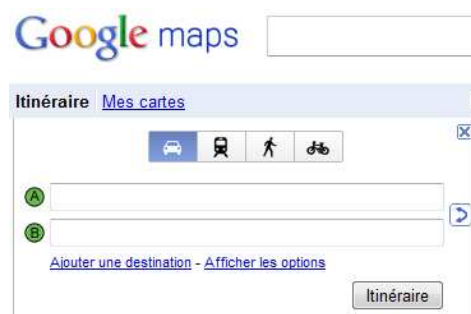 Google maps
Itinéraire Mes cartes
A
B
Ajouter une destination - Afficher les options
Itinéraire